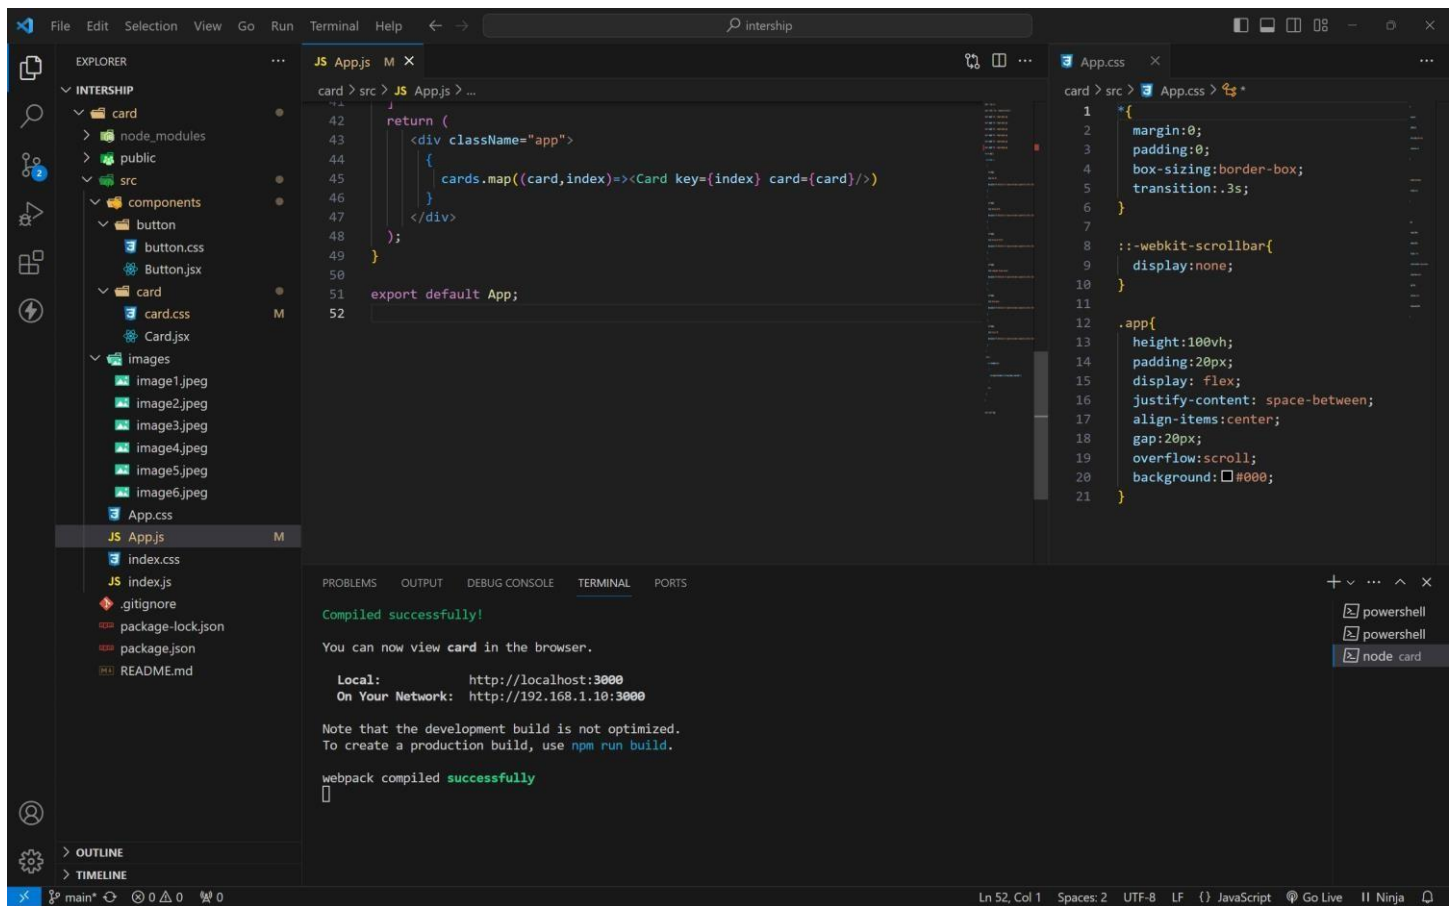 File Edit Selection View Go Run Terminal Help
intership
EXPLORER
INTERSHIP
card
node_modules
public
src
components
button
button.css
Button.jsx
card
card.css M
Card.jsx
images
image1.jpeg
image2.jpeg
image3.jpeg
image4.jpeg
image5.jpeg
image6.jpeg
App.css
JS App.js M
index.css
JS index.js
.gitignore
package-lock.json
package.json
README.md
OUTLINE
TIMELINE
JS App.js M
card > src > JS App.js > ...
41 ]
42 return (
43 <div className="app">
44 {
45 cards.map((card,index)=><Card key={index} card={card}/>)
46 }
47 </div>
48 );
49 }
50
51 export default App;
52
App.css
card > src > App.css > *
1 *{
2 margin:0;
3 padding:0;
4 box-sizing:border-box;
5 transition:.3s;
6 }
7
8 ::-webkit-scrollbar{
9 display:none;
10 }
11
12 .app{
13 height:100vh;
14 padding:20px;
15 display: flex;
16 justify-content: space-between;
17 align-items:center;
18 gap:20px;
19 overflow:scroll;
20 background:#000;
21 }
PROBLEMS OUTPUT DEBUG CONSOLE TERMINAL PORTS
Compiled successfully!
You can now view card in the browser.
Local: http://localhost:3000
On Your Network: http://192.168.1.10:3000
Note that the development build is not optimized.
To create a production build, use npm run build.
webpack compiled successfully
powershell
powershell
node card
2
main* 0 0 0
Ln 52, Col 1 Spaces: 2 UTF-8 LF {} JavaScript Go Live Ninja